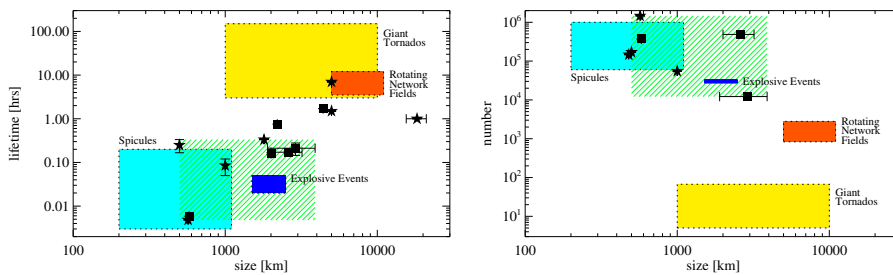 100.00
10.00
1.00
0.10
0.01
lifetime [hrs]
Giant
Tornados
Rotating
Network
Fields
Spicules
Explosive Events
100
1000
10000
size [km]
10^6
10^5
10^4
10^3
10^2
10^1
number
Spicules
Explosive Events
Rotating
Network
Fields
Giant
Tornados
100
1000
10000
size [km]